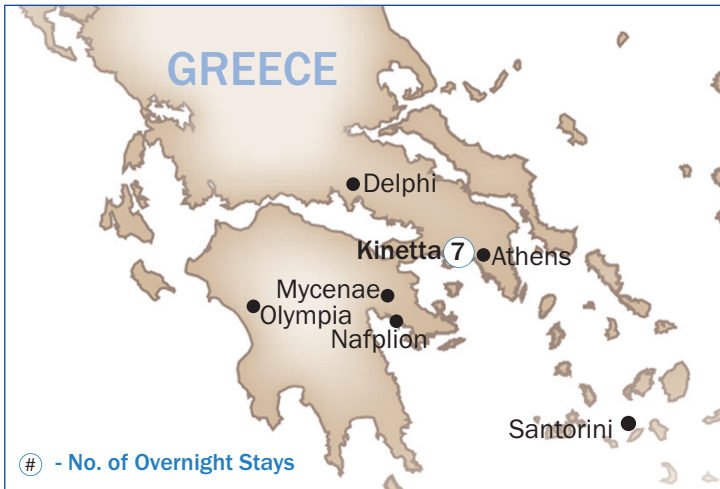 GREECE
Delphi
Kinetta 7 Athens
Mycenae
Olympia
Nafplion
Santorini
# - No. of Overnight Stays